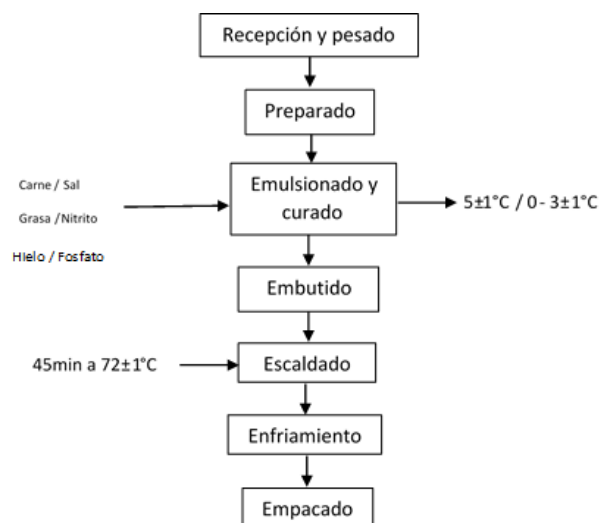 Recepción y pesado
Preparado
Carne / Sal
Grasa /Nitrito
Hielo / Fosfato
Emulsionado y
curado
5±1°C / 0 - 3±1°C
Embutido
45min a 72±1°C
Escaldado
Enfriamiento
Empacado